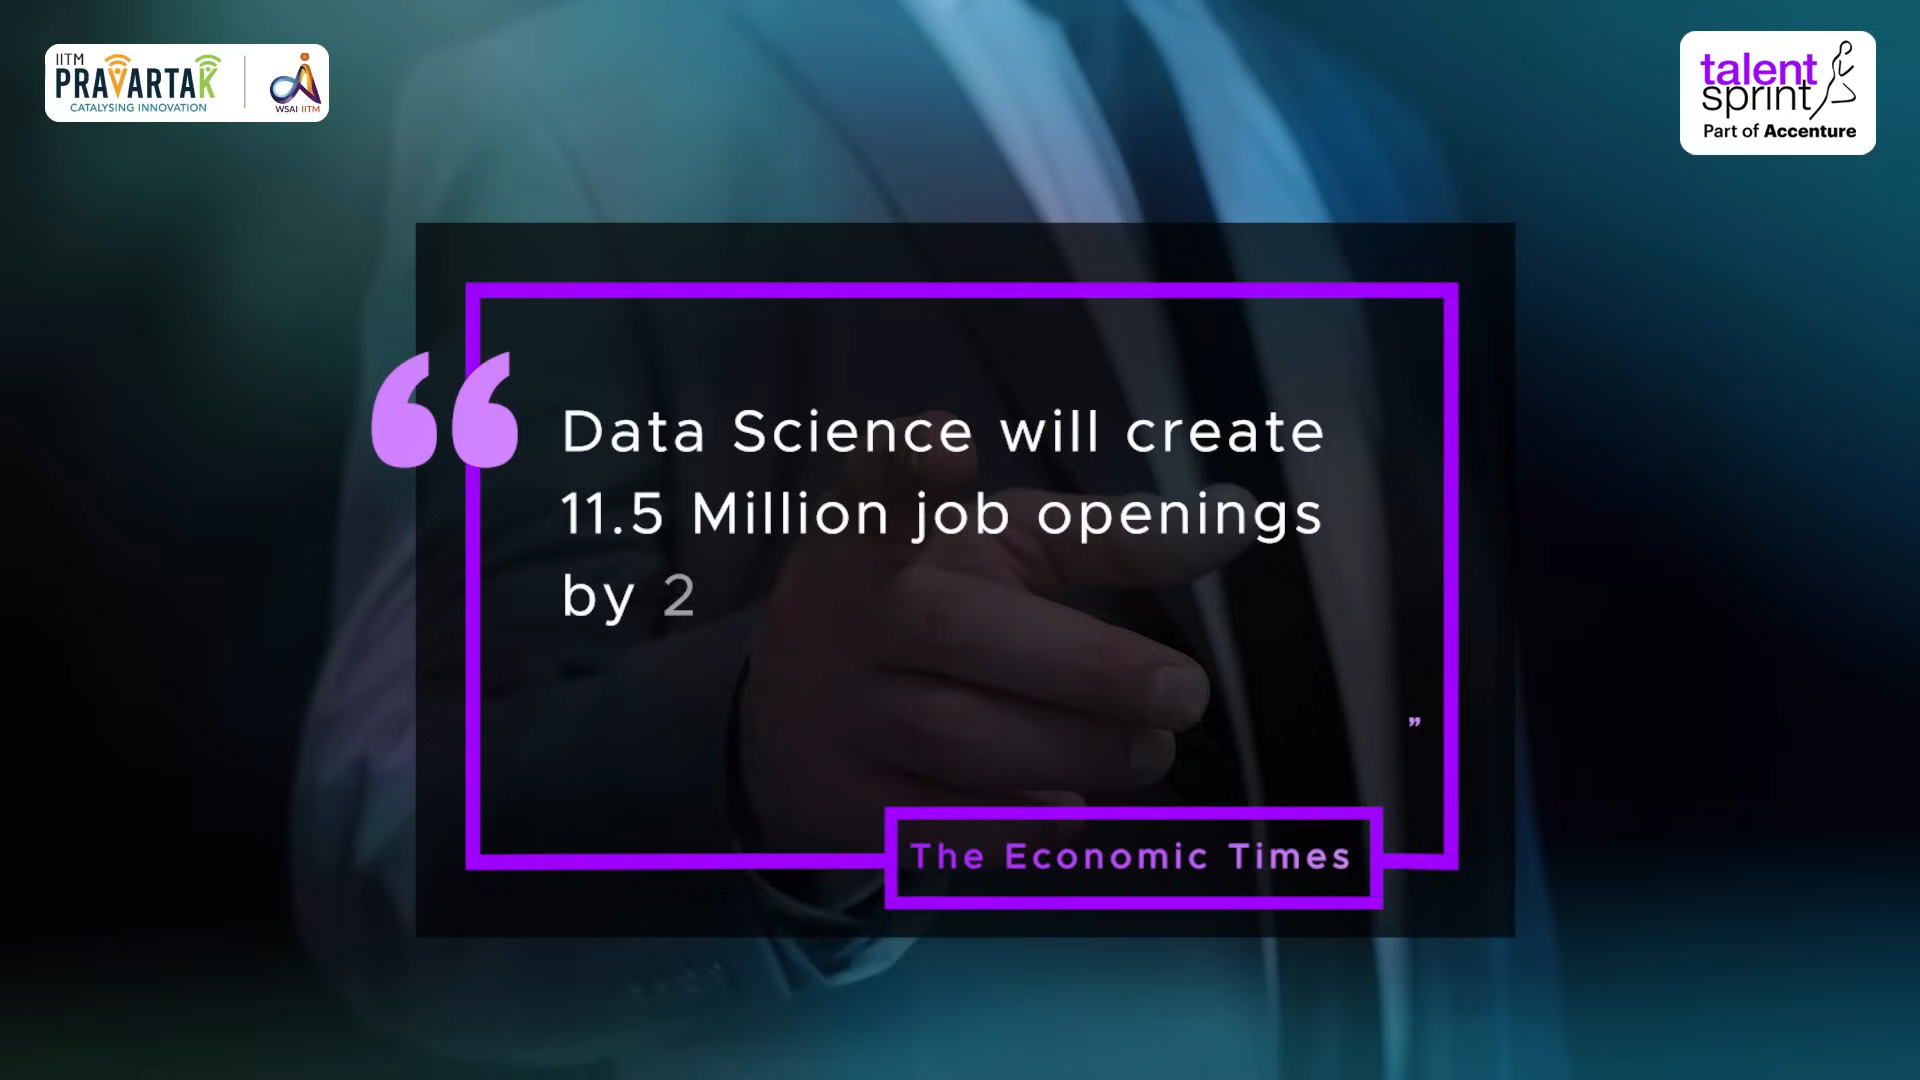 IITM
PRAVARTAK
CATALYSING INNOVATION
WSAI IITM
talent
sprint
Part of Accenture
“
Data Science will create
11.5 Million job openings
by 2
”
The Economic Times